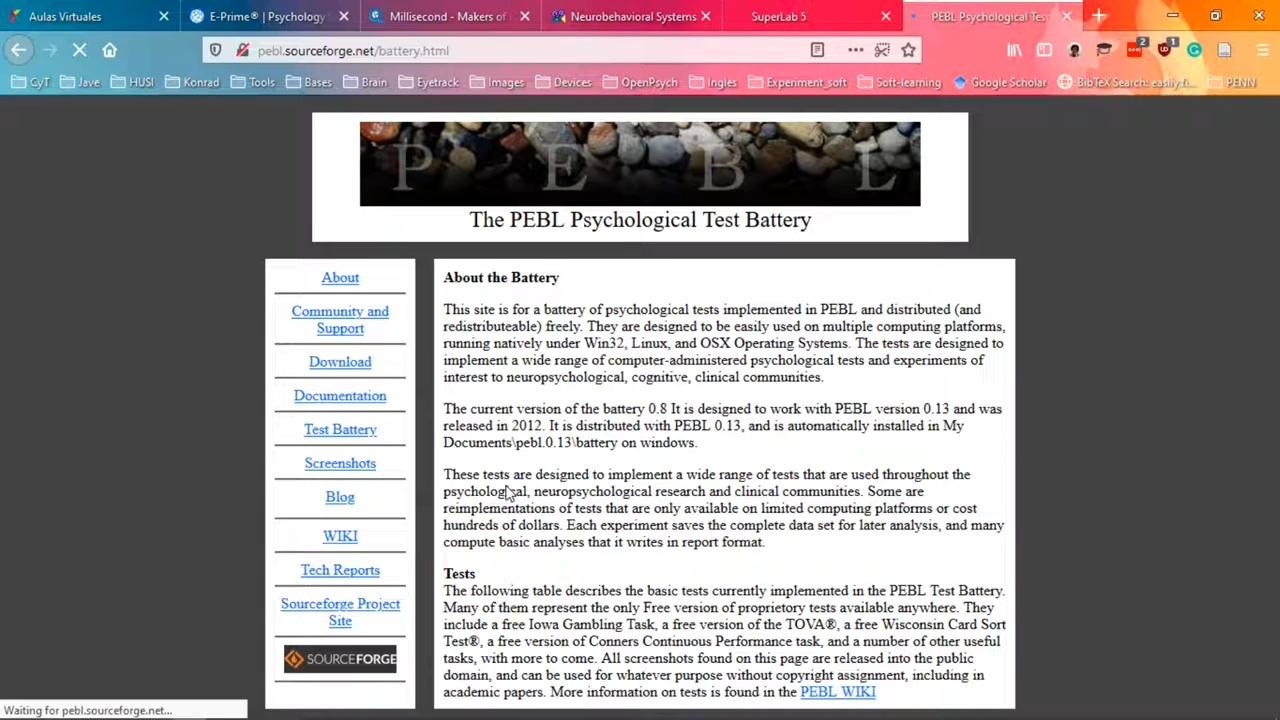 Aulas Virtuales
E-Prime® | Psychology
Millisecond - Makers of I
Neurobehavioral Systems
SuperLab 5
PEBL Psychological Test
pebl.sourceforge.net/battery.html
2
1
CyT
Jave
HUSI
Konrad
Tools
Bases
Brain
Eyetrack
Images
Devices
OpenPsych
Ingles
Experiment_soft
Soft-learning
Google Scholar
BibTeX Search: easily fi...
PENN
P E B L
The PEBL Psychological Test Battery
About
Community and
Support
Download
Documentation
Test Battery
Screenshots
Blog
WIKI
Tech Reports
Sourceforge Project
Site
SOURCEFORGE
About the Battery
This site is for a battery of psychological tests implemented in PEBL and distributed (and
redistributeable) freely. They are designed to be easily used on multiple computing platforms,
running natively under Win32, Linux, and OSX Operating Systems. The tests are designed to
implement a wide range of computer-administered psychological tests and experiments of
interest to neuropsychological, cognitive, clinical communities.
The current version of the battery 0.8 It is designed to work with PEBL version 0.13 and was
released in 2012. It is distributed with PEBL 0.13, and is automatically installed in My
Documents\pebl.0.13\battery on windows.
These tests are designed to implement a wide range of tests that are used throughout the
psychological, neuropsychological research and clinical communities. Some are
reimplementations of tests that are only available on limited computing platforms or cost
hundreds of dollars. Each experiment saves the complete data set for later analysis, and many
compute basic analyses that it writes in report format.
Tests
The following table describes the basic tests currently implemented in the PEBL Test Battery.
Many of them represent the only Free version of proprietory tests available anywhere. They
include a free Iowa Gambling Task, a free version of the TOVA®, a free Wisconsin Card Sort
Test®, a free version of Conners Continuous Performance task, and a number of other useful
tasks, with more to come. All screenshots found on this page are released into the public
domain, and can be used for whatever purpose without copyright assignment, including in
academic papers. More information on tests is found in the PEBL WIKI
Waiting for pebl.sourceforge.net...